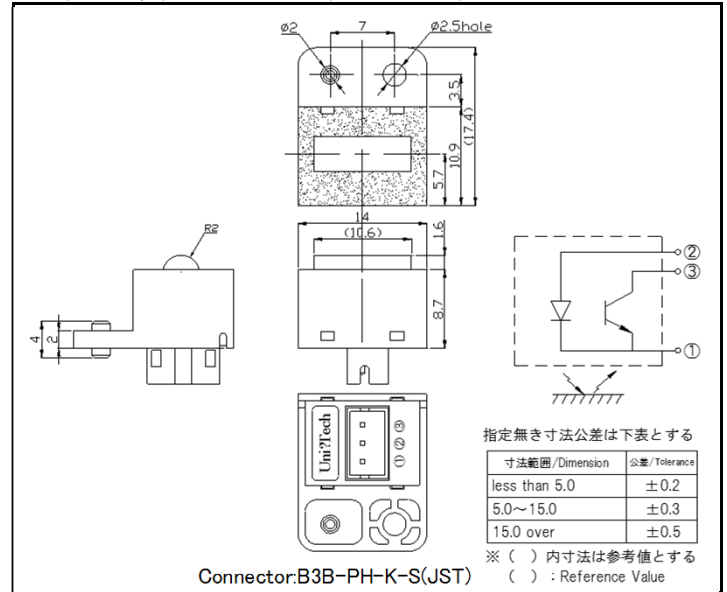 ø2
7
ø2.5hole
3.5
10.9
(17.4)
5.7
14
(10.6)
1.6
8.7
R2
4
2
②
③
①
Uni?Tech
① ② ③
指定無き寸法公差は下表とする
寸法範囲/Dimension 公差/Tolerance
less than 5.0 ±0.2
5.0~15.0 ±0.3
15.0 over ±0.5
※ ( ) 内寸法は参考値とする
( ) : Reference Value
Connector:B3B-PH-K-S(JST)